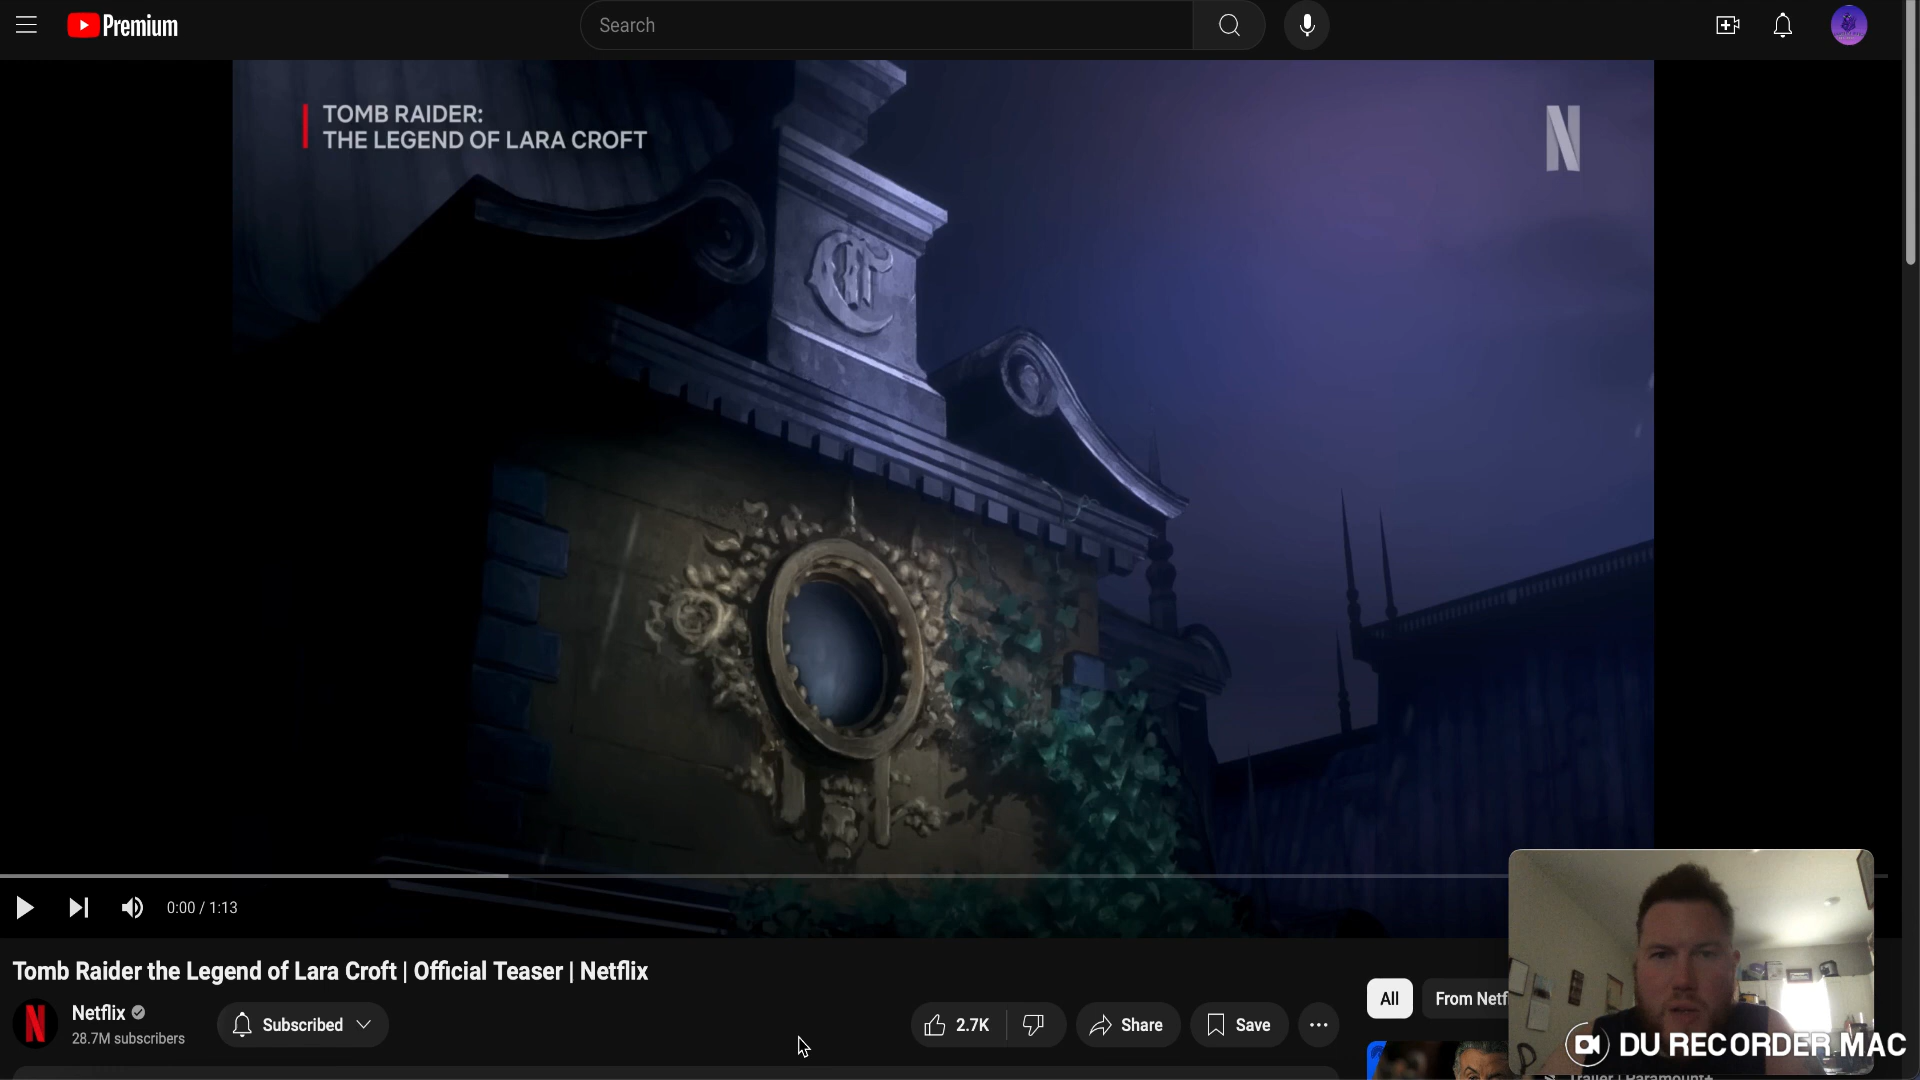 Premium
Search
TOMB RAIDER:
THE LEGEND OF LARA CROFT
N
C
0:00 / 1:13
Tomb Raider the Legend of Lara Croft | Official Teaser | Netflix
Netflix
28.7M subscribers
Subscribed
2.7K
Share
Save
All
From Netf
DU RECORDER MAC
Trailer | Paramount+